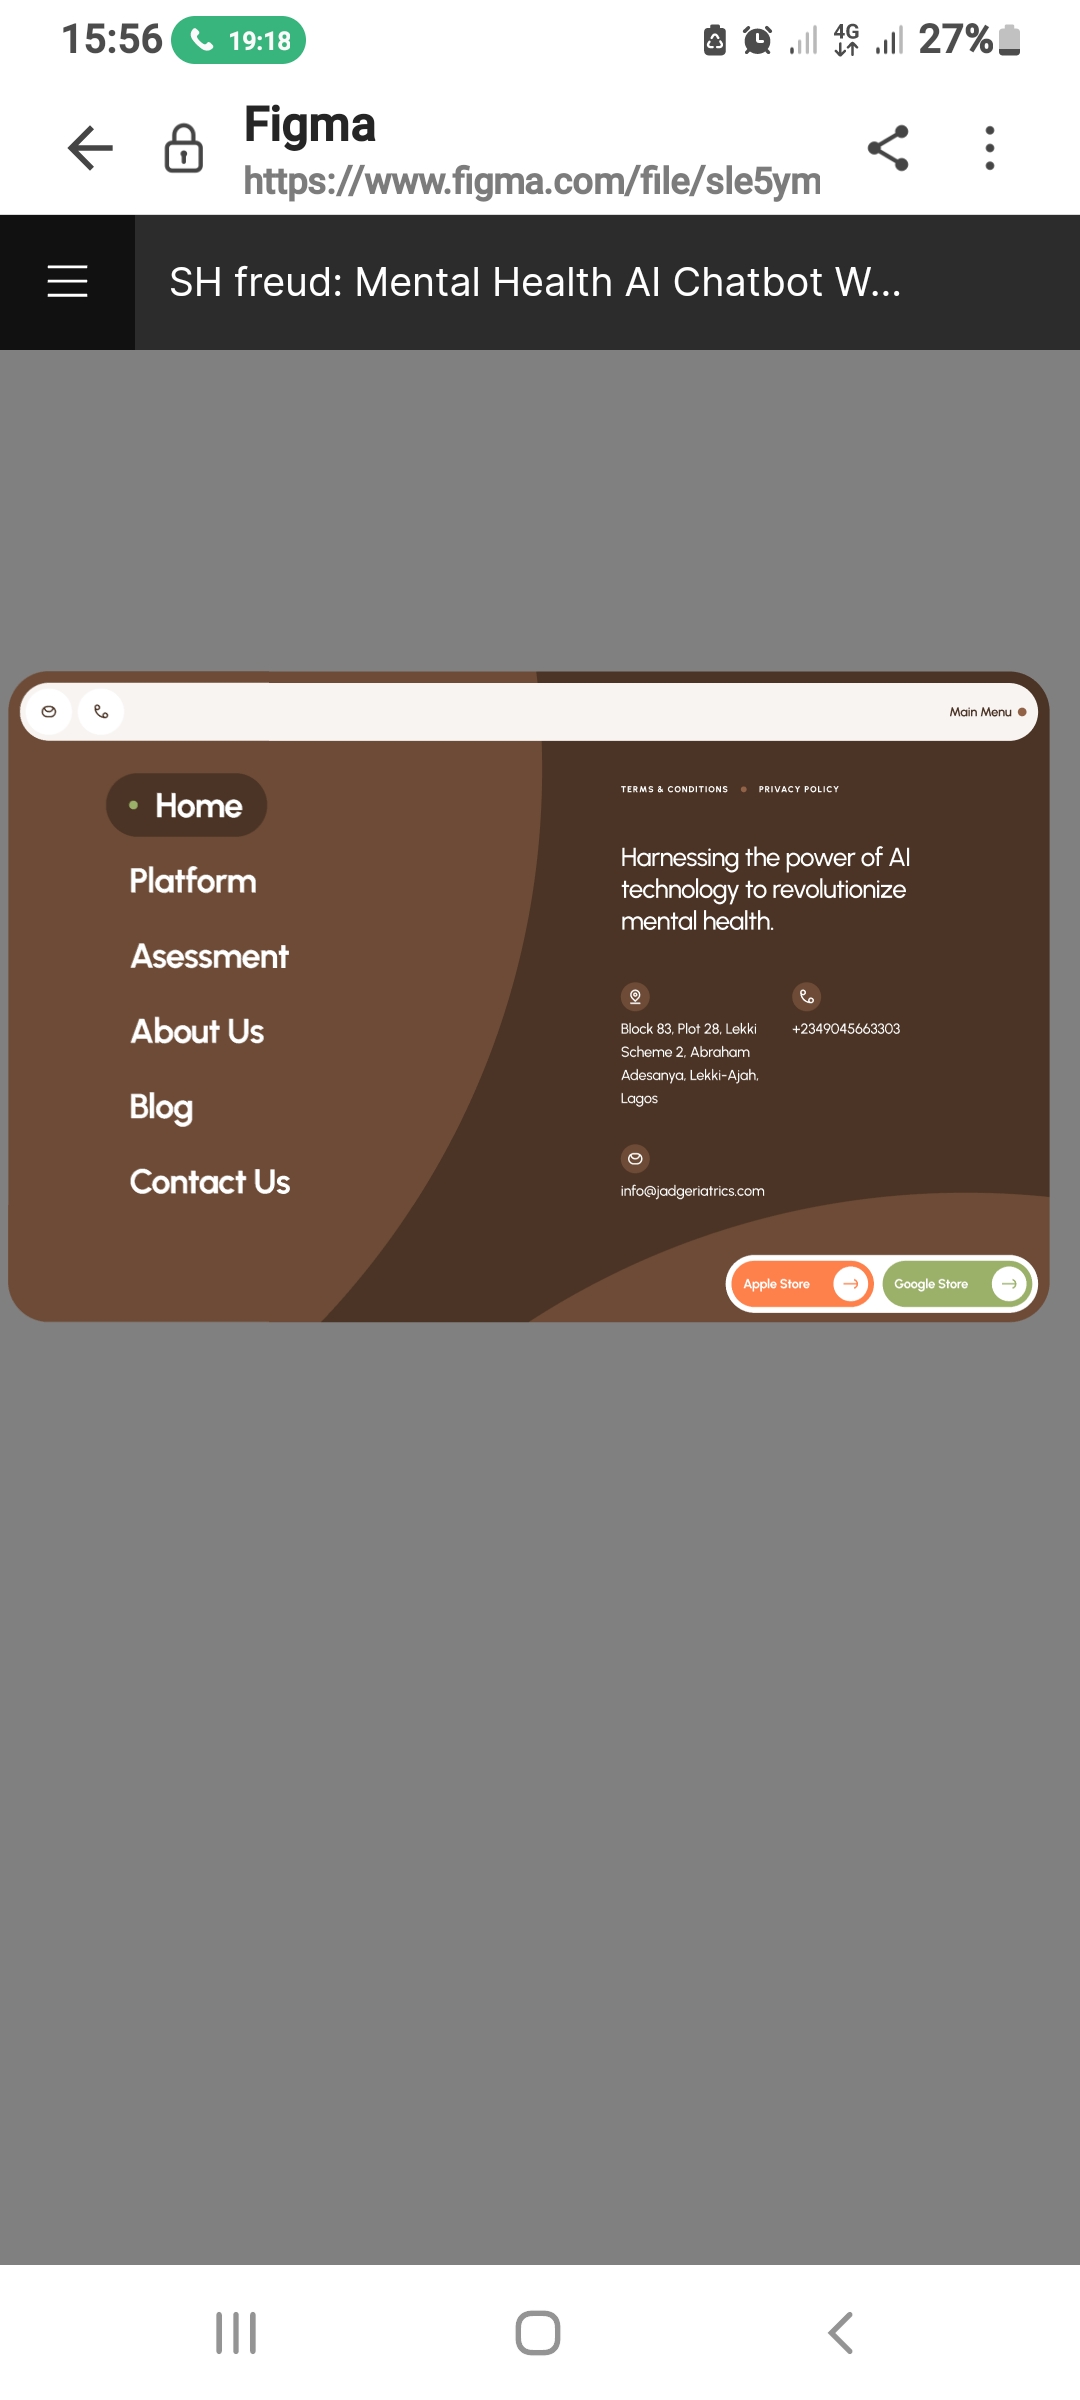 15:56
19:18
4G
27%
Figma
https://www.figma.com/file/sle5ym
SH freud: Mental Health AI Chatbot W...
Main Menu
Home
Platform
Asessment
About Us
Blog
Contact Us
TERMS & CONDITIONS
PRIVACY POLICY
Harnessing the power of AI
technology to revolutionize
mental health.
Block 83, Plot 28, Lekki
Scheme 2, Abraham
Adesanya, Lekki-Ajah,
Lagos
+2349045663303
info@jadgeriatrics.com
Apple Store
Google Store